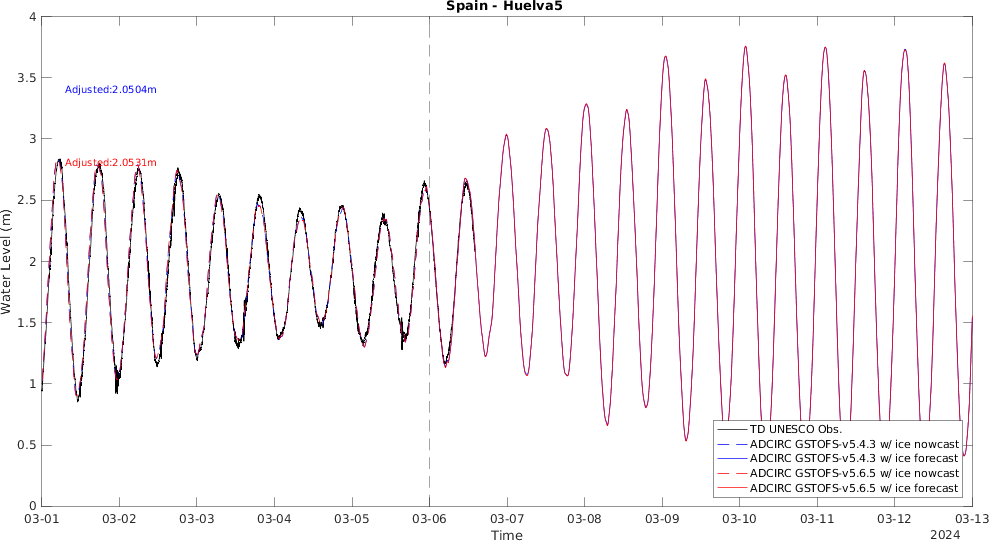 Spain - Huelva5
Water Level (m)
4
3.5
3
2.5
2
1.5
1
0.5
0
Adjusted:2.0504m
Adjusted:2.0531m
TD UNESCO Obs.
ADCIRC GSTOFS-v5.4.3 w/ ice nowcast
ADCIRC GSTOFS-v5.4.3 w/ ice forecast
ADCIRC GSTOFS-v5.6.5 w/ ice nowcast
ADCIRC GSTOFS-v5.6.5 w/ ice forecast
03-01 03-02 03-03 03-04 03-05 03-06 03-07 03-08 03-09 03-10 03-11 03-12 03-13
Time
2024